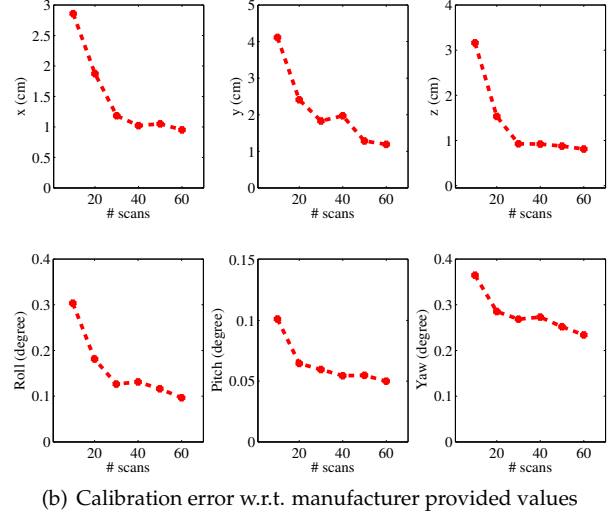 3
2.5
2
1.5
1
0.5
0
x (cm)
20 40 60
# scans
5
4
3
2
1
0
y (cm)
20 40 60
# scans
4
3
2
1
0
z (cm)
20 40 60
# scans
0.4
0.3
0.2
0.1
0
Roll (degree)
20 40 60
# scans
0.15
0.1
0.05
0
Pitch (degree)
20 40 60
# scans
0.4
0.3
0.2
0.1
0
Yaw (degree)
20 40 60
# scans
(b) Calibration error w.r.t. manufacturer provided values